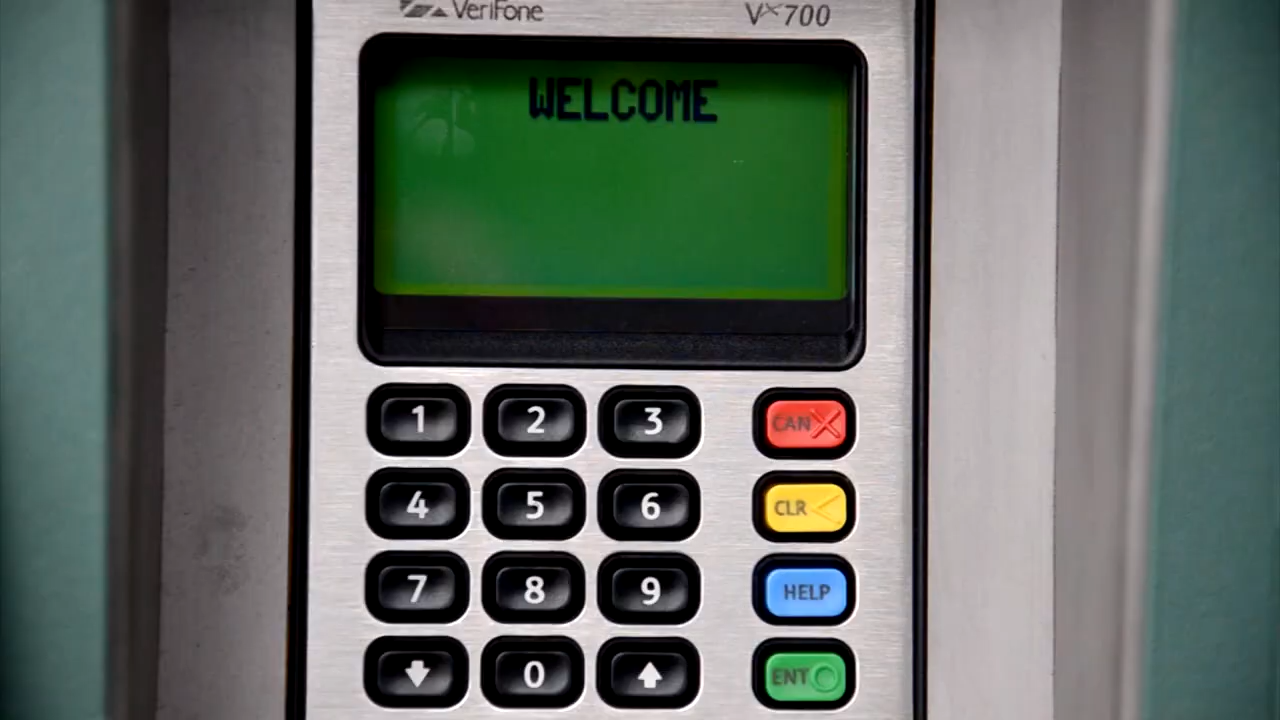 VeriFone Vx700
WELCOME
1 2 3 CAN
4 5 6 CLR
7 8 9 HELP
0 ENT